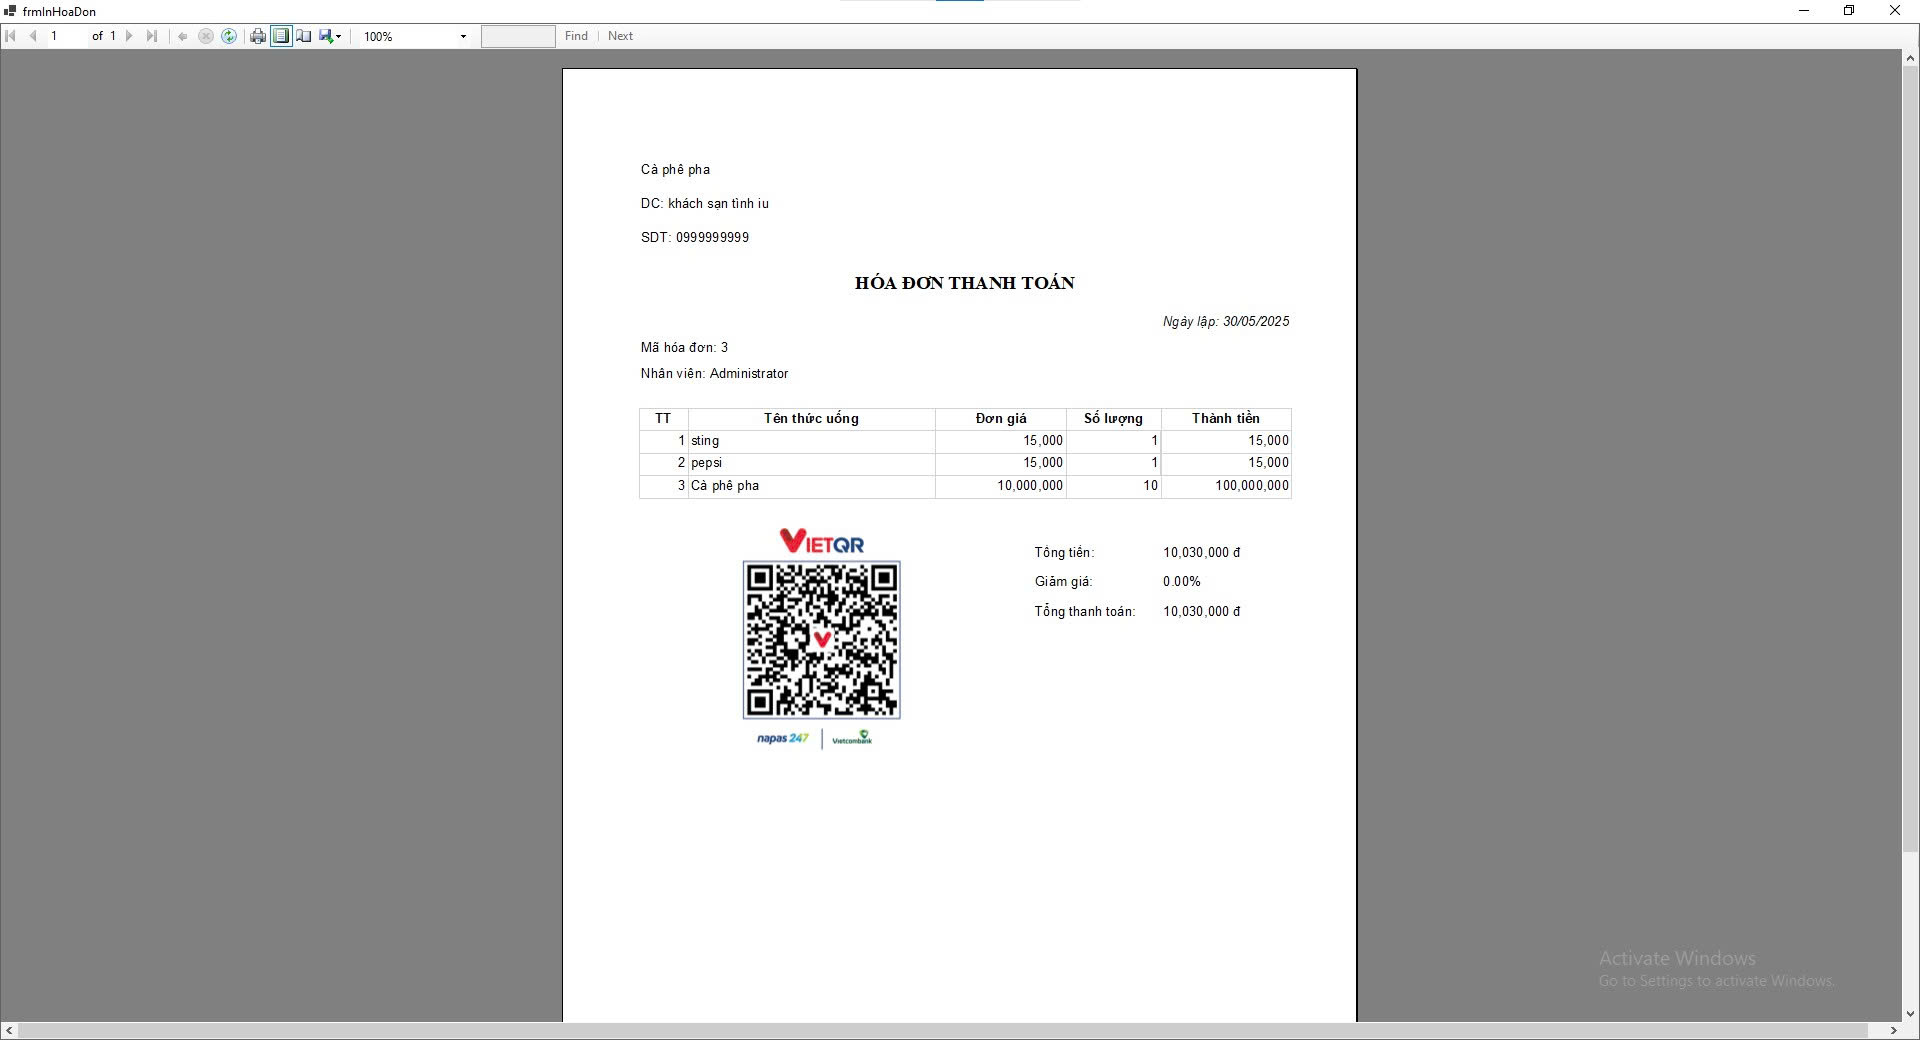 frmInHoaDon
1 of 1 100% Find Next
Cà phê pha
DC: khách sạn tình iu
SDT: 0999999999
HÓA ĐƠN THANH TOÁN
Ngày lập: 30/05/2025
Mã hóa đơn: 3
Nhân viên: Administrator
TT Tên thức uống Đơn giá Số lượng Thành tiền
1 sting 15,000 1 15,000
2 pepsi 15,000 1 15,000
3 Cà phê pha 10,000,000 10 100,000,000
VIETQR
Tổng tiền: 10,030,000 đ
Giảm giá: 0.00%
Tổng thanh toán: 10,030,000 đ
napas 247 Vietcombank
Activate Windows
Go to Settings to activate Windows.